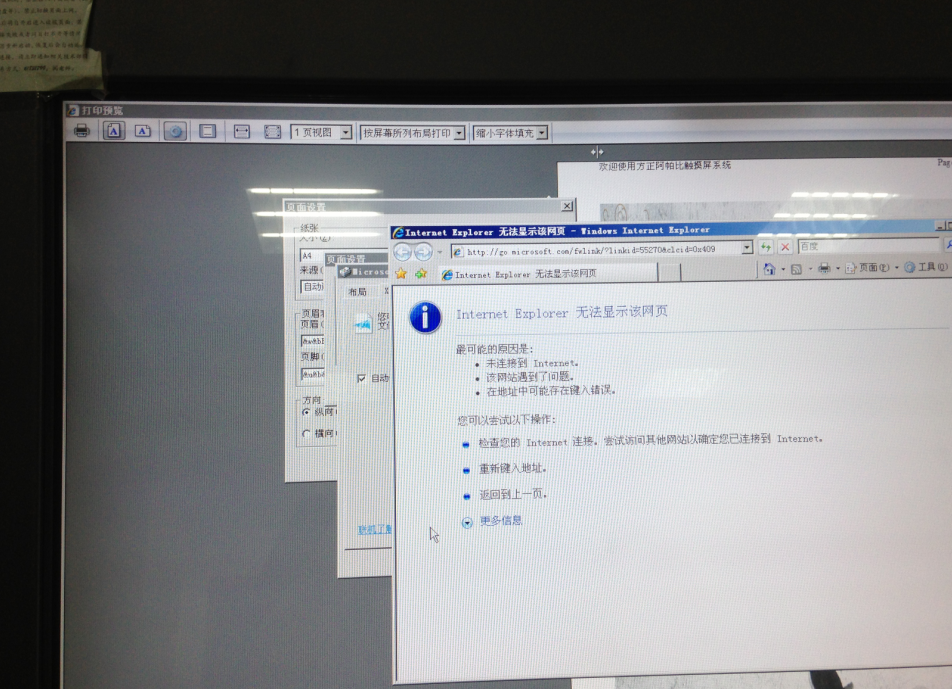 打印预览
1 页视图
按屏幕所列布局打印
缩小字体填充
欢迎使用方正阿帕比触摸屏系统
Pag
页面设置
纸张
大小(Z)
A4
来源(
自动
页眉
页眉(
&w&b
页脚(
&u&b&
方向
纵向
横向
页面设置
Microso
布局
您
文
自动
联机了解
Internet Explorer 无法显示该网页 - Windows Internet Explorer
http://go.microsoft.com/fwlink/?linkid=55270&clcid=0x409
百度
Internet Explorer 无法显示该网页
页面(P)
工具(O)
Internet Explorer 无法显示该网页
最可能的原因是:
• 未连接到 Internet。
• 该网站遇到了问题。
• 在地址中可能存在键入错误。
您可以尝试以下操作:
检查您的 Internet 连接。尝试访问其他网站以确定您已连接到 Internet。
重新键入地址。
返回到上一页。
更多信息